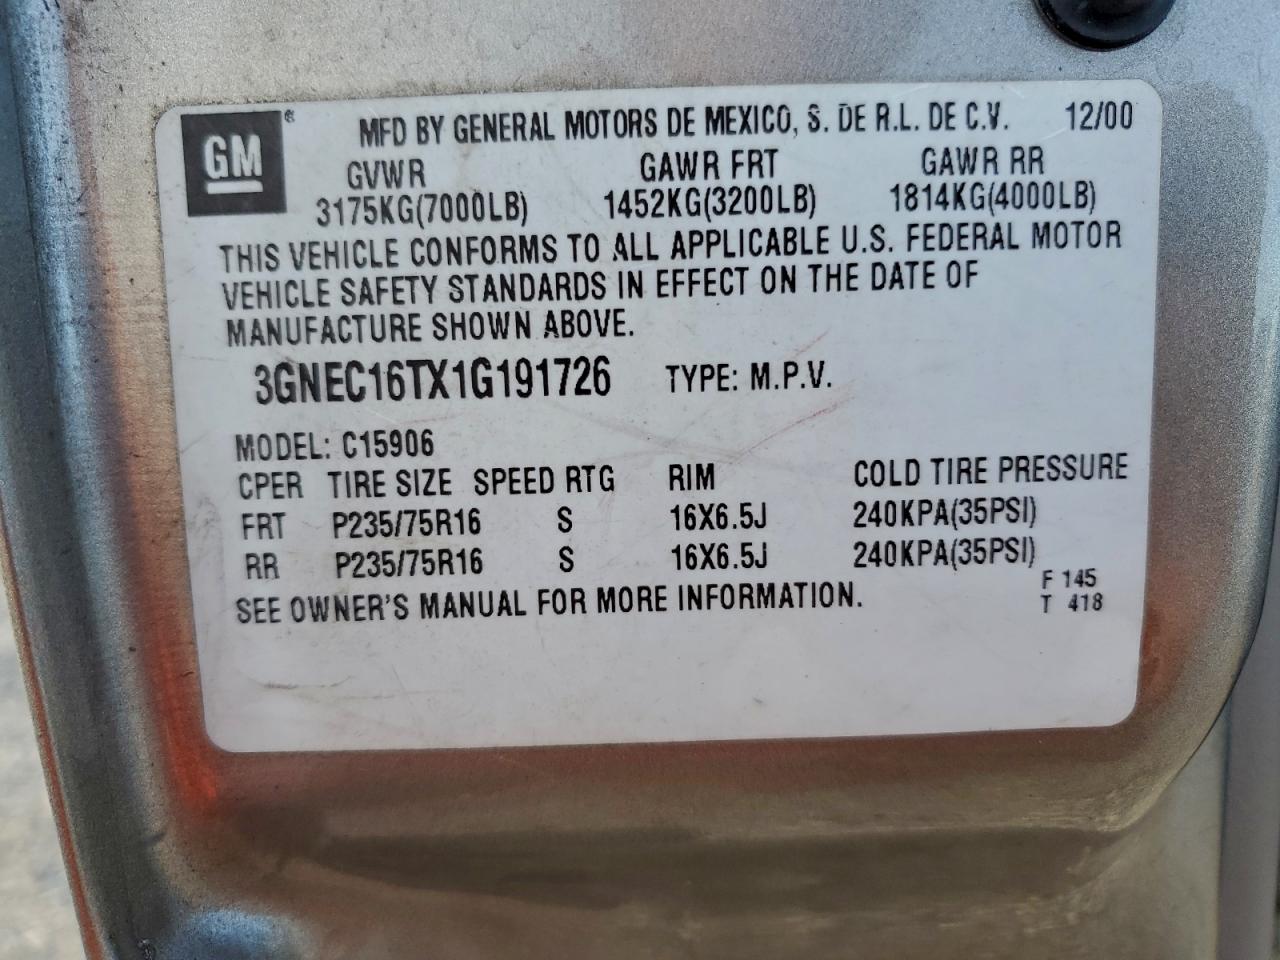 GM ® MFD BY GENERAL MOTORS DE MEXICO, S. DE R.L. DE C.V. 12/00
GVWR GAWR FRT GAWR RR
3175KG(7000LB) 1452KG(3200LB) 1814KG(4000LB)
THIS VEHICLE CONFORMS TO ALL APPLICABLE U.S. FEDERAL MOTOR
VEHICLE SAFETY STANDARDS IN EFFECT ON THE DATE OF
MANUFACTURE SHOWN ABOVE.
3GNEC16TX1G191726 TYPE: M.P.V.
MODEL: C15906
CPER TIRE SIZE SPEED RTG RIM COLD TIRE PRESSURE
FRT P235/75R16 S 16X6.5J 240KPA(35PSI)
RR P235/75R16 S 16X6.5J 240KPA(35PSI)
SEE OWNER'S MANUAL FOR MORE INFORMATION. F 145
T 418